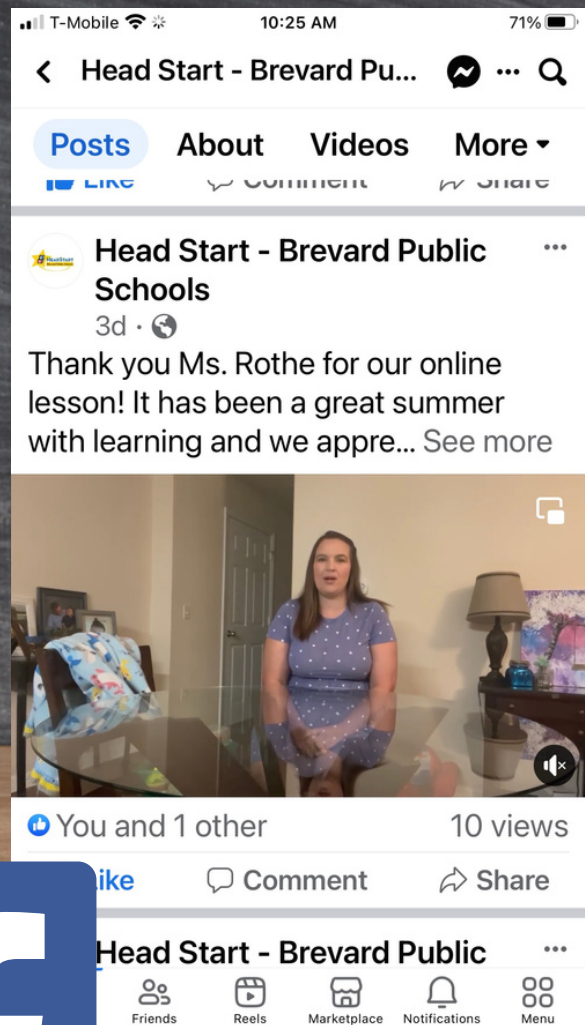 T-Mobile 10:25 AM 71%
Head Start - Brevard Pu...
Posts About Videos More
Like Comment Share
Head Start - Brevard Public
Schools
3d ·
Thank you Ms. Rothe for our online
lesson! It has been a great summer
with learning and we appre... See more
You and 1 other 10 views
ike Comment Share
Head Start - Brevard Public
Friends Reels Marketplace Notifications Menu